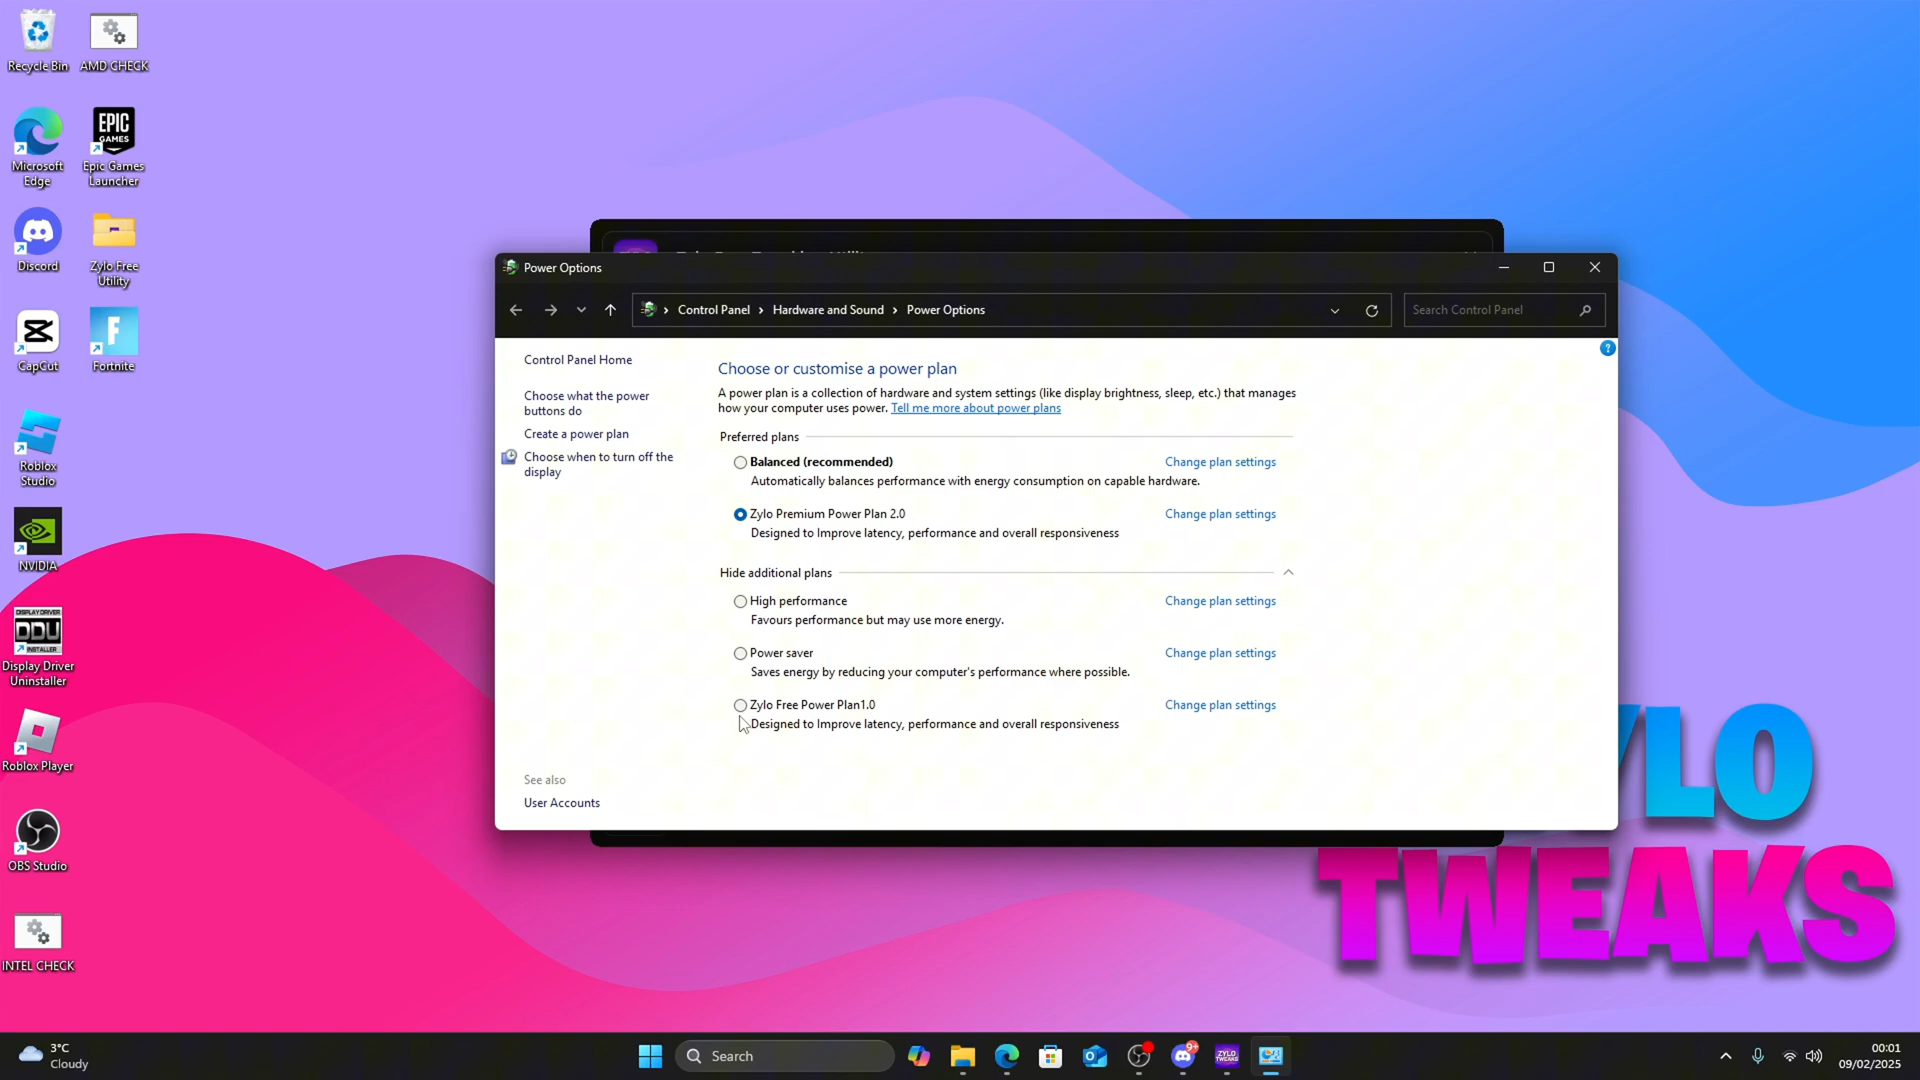 Recycle Bin
AMD CHECK
Microsoft
Edge
EPIC
GAMES
Epic Games
Launcher
Discord
Zylo Free
Utility
CapCut
Fortnite
Roblox
Studio
NVIDIA
DISPLAY DRIVER
DDU
Display Driver
Uninstaller
Roblox Player
OBS Studio
INTEL CHECK
Power Options
Control Panel
Hardware and Sound
Power Options
Search Control Panel
Control Panel Home
Choose what the power
buttons do
Create a power plan
Choose when to turn off the
display
See also
User Accounts
Choose or customise a power plan
A power plan is a collection of hardware and system settings (like display brightness, sleep, etc.) that manages
how your computer uses power. Tell me more about power plans
Preferred plans
Balanced (recommended) Change plan settings
Automatically balances performance with energy consumption on capable hardware.
Zylo Premium Power Plan 2.0 Change plan settings
Designed to Improve latency, performance and overall responsiveness
Hide additional plans
High performance Change plan settings
Favours performance but may use more energy.
Power saver Change plan settings
Saves energy by reducing your computer's performance where possible.
Zylo Free Power Plan1.0 Change plan settings
Designed to Improve latency, performance and overall responsiveness
YLO
TWEAKS
3°C
Cloudy
Search
9+
ZYLO
TWEAKS
00:01
09/02/2025